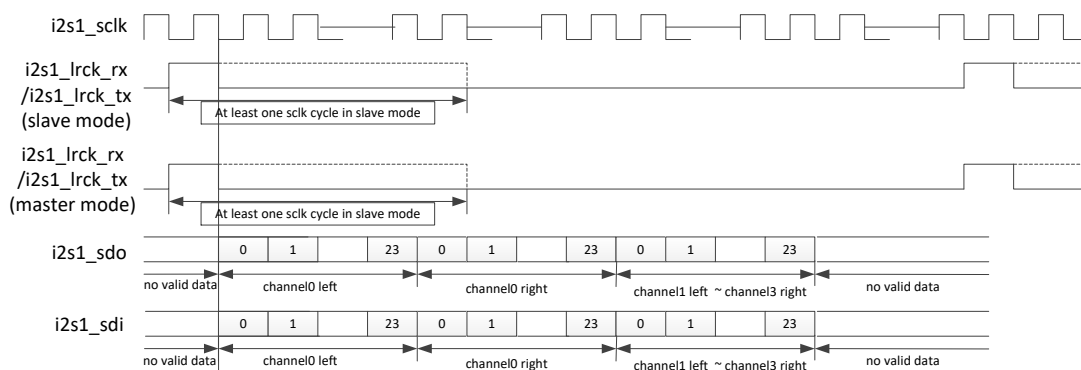 i2s1_sclk
i2s1_lrck_rx
/i2s1_lrck_tx
(slave mode)
At least one sclk cycle in slave mode
i2s1_lrck_rx
/i2s1_lrck_tx
(master mode)
At least one sclk cycle in slave mode
i2s1_sdo
0 1 23 0 1 23 0 1 23
no valid data channel0 left channel0 right channel1 left ~ channel3 right no valid data
i2s1_sdi
0 1 23 0 1 23 0 1 23
no valid data channel0 left channel0 right channel1 left ~ channel3 right no valid data